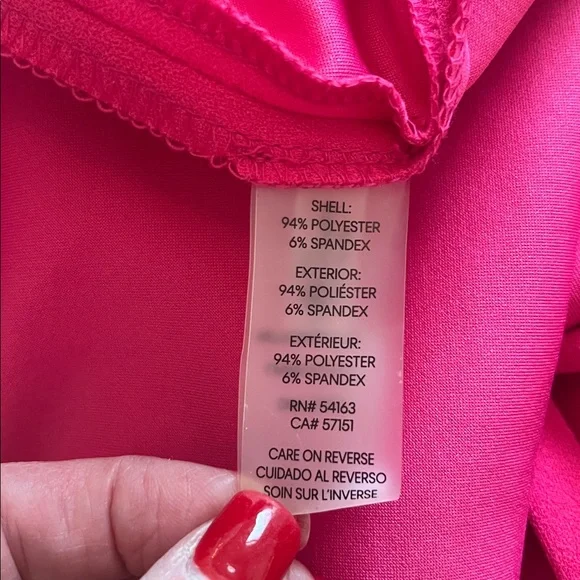 SHELL:
94% POLYESTER
6% SPANDEX
EXTERIOR:
94% POLIÉSTER
6% SPANDEX
EXTÉRIEUR:
94% POLYESTER
6% SPANDEX
RN# 54163
CA# 57151
CARE ON REVERSE
CUIDADO AL REVERSO
SOIN SUR L'INVERSE